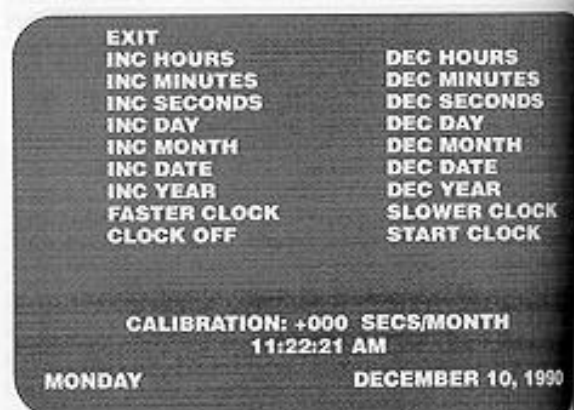 EXIT
INC HOURS DEC HOURS
INC MINUTES DEC MINUTES
INC SECONDS DEC SECONDS
INC DAY DEC DAY
INC MONTH DEC MONTH
INC DATE DEC DATE
INC YEAR DEC YEAR
FASTER CLOCK SLOWER CLOCK
CLOCK OFF START CLOCK
CALIBRATION: +000 SECS/MONTH
11:22:21 AM
MONDAY DECEMBER 10, 1990